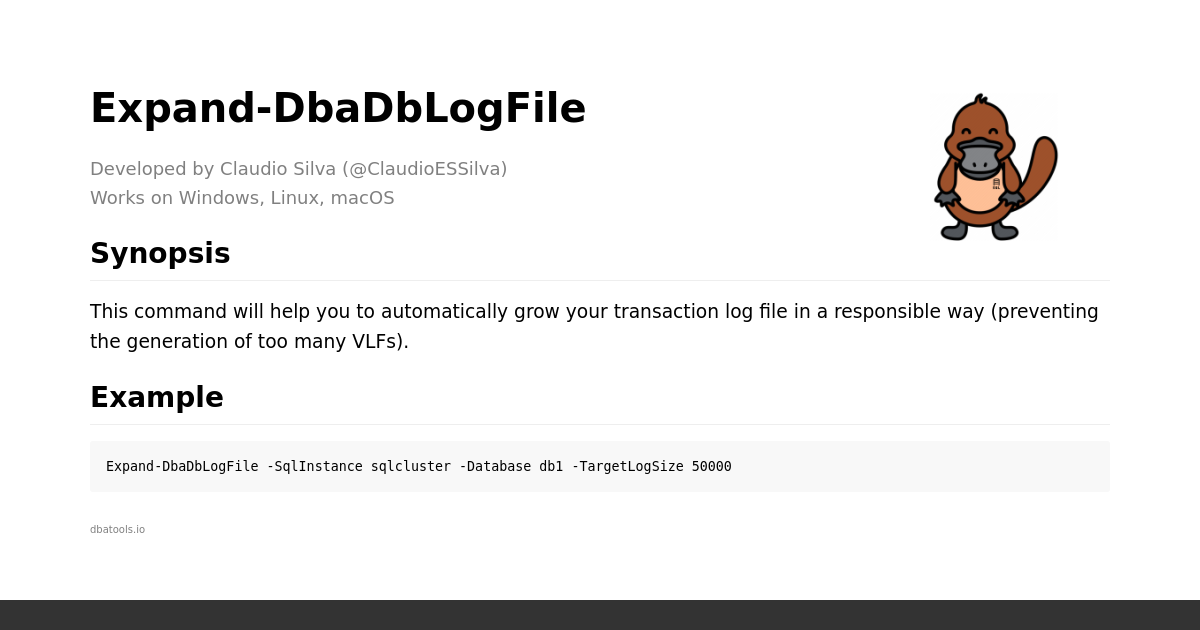 Expand-DbaDbLogFile
Developed by Claudio Silva (@ClaudioESSilva)
Works on Windows, Linux, macOS
Synopsis
This command will help you to automatically grow your transaction log file in a responsible way (preventing
the generation of too many VLFs).
Example
Expand-DbaDbLogFile -SqlInstance sqlcluster -Database db1 -TargetLogSize 50000
dbatools.io